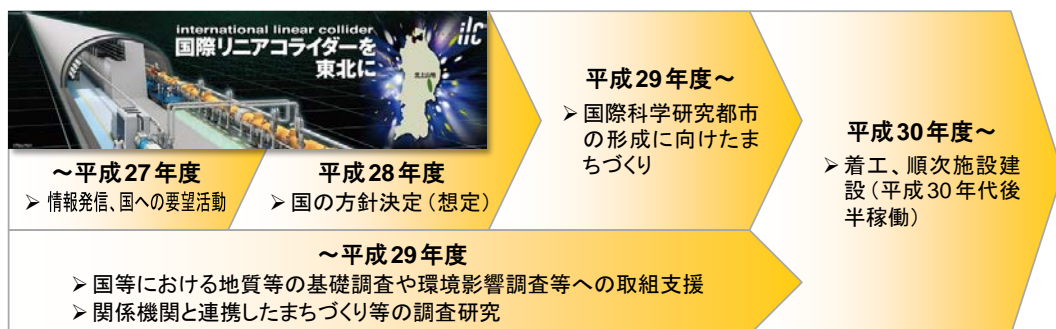 international linear collider
国際リニアコライダーを
東北に
ilc
北上山地
～平成27年度
➢ 情報発信、国への要望活動
平成28年度
➢ 国の方針決定（想定）
平成29年度～
➢ 国際科学研究都市
の形成に向けたま
ちづくり
平成30年度～
➢ 着工、順次施設建
設（平成30年代後
半稼働）
～平成29年度
➢ 国等における地質等の基礎調査や環境影響調査等への取組支援
➢ 関係機関と連携したまちづくり等の調査研究